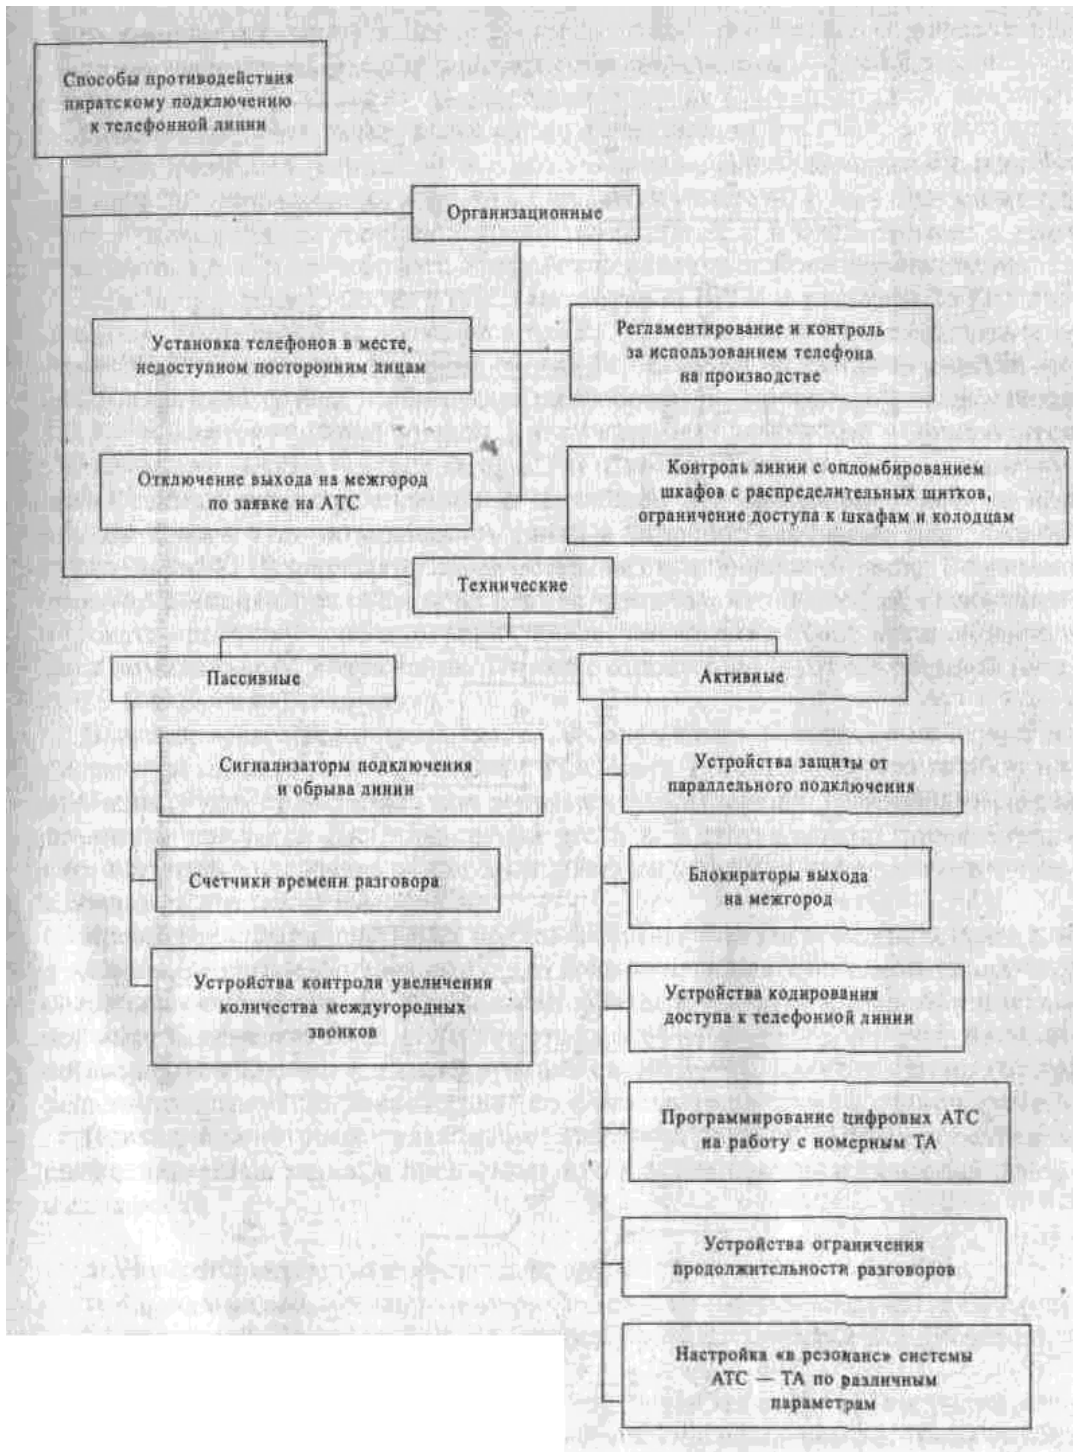 Способы противодействия
пиратскому подключению
к телефонной линии
Организационные
Установка телефонов в месте,
недоступном посторонним лицам
Регламентирование и контроль
за использованием телефона
на производстве
Отключение выхода на межгород
по заявке на АТС
Контроль линии с опломбированием
шкафов с распределительных щитков,
ограничение доступа к шкафам и колодцам
Технические
Пассивные
Активные
Сигнализаторы подключения
и обрыва линии
Счетчики времени разговора
Устройства контроля увеличения
количества междугородных
звонков
Устройства защиты от
параллельного подключения
Блокираторы выхода
на межгород
Устройства кодирования
доступа к телефонной линии
Программирование цифровых АТС
на работу с номерным ТА
Устройства ограничения
продолжительности разговоров
Настройка «в резонанс» системы
АТС — ТА по различным
параметрам